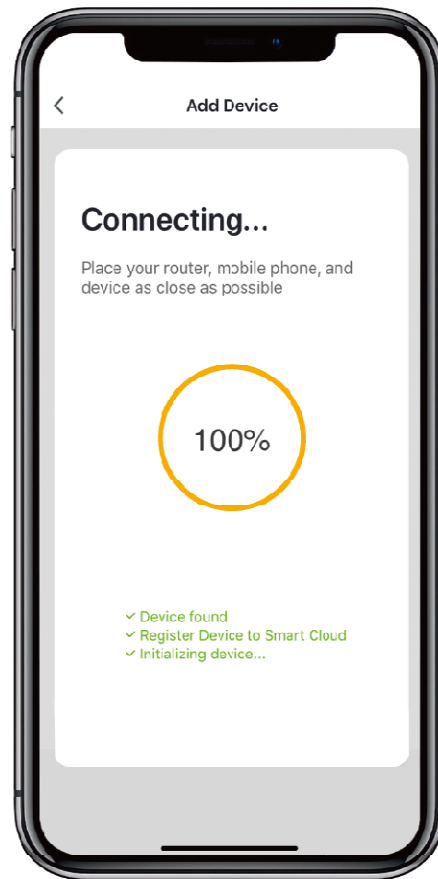 Add Device
Connecting...
Place your router, mobile phone, and
device as close as possible
100%
Device found
Register Device to Smart Cloud
Initializing device...